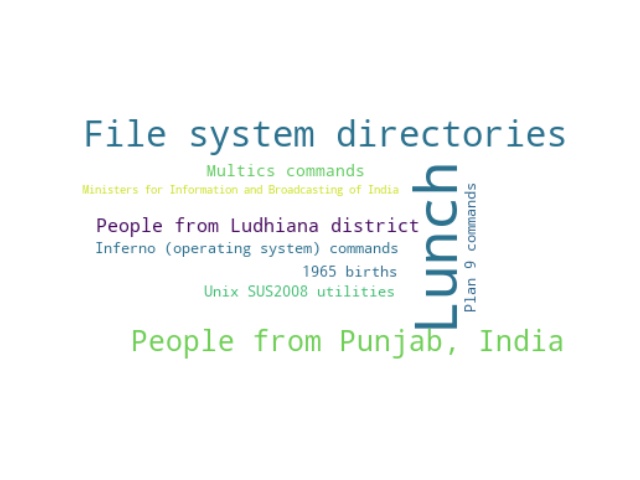 File system directories
Multics commands
Ministers for Information and Broadcasting of India
People from Ludhiana district
Inferno (operating system) commands
1965 births
Unix SUS2008 utilities
Lunch
Plan 9 commands
People from Punjab, India